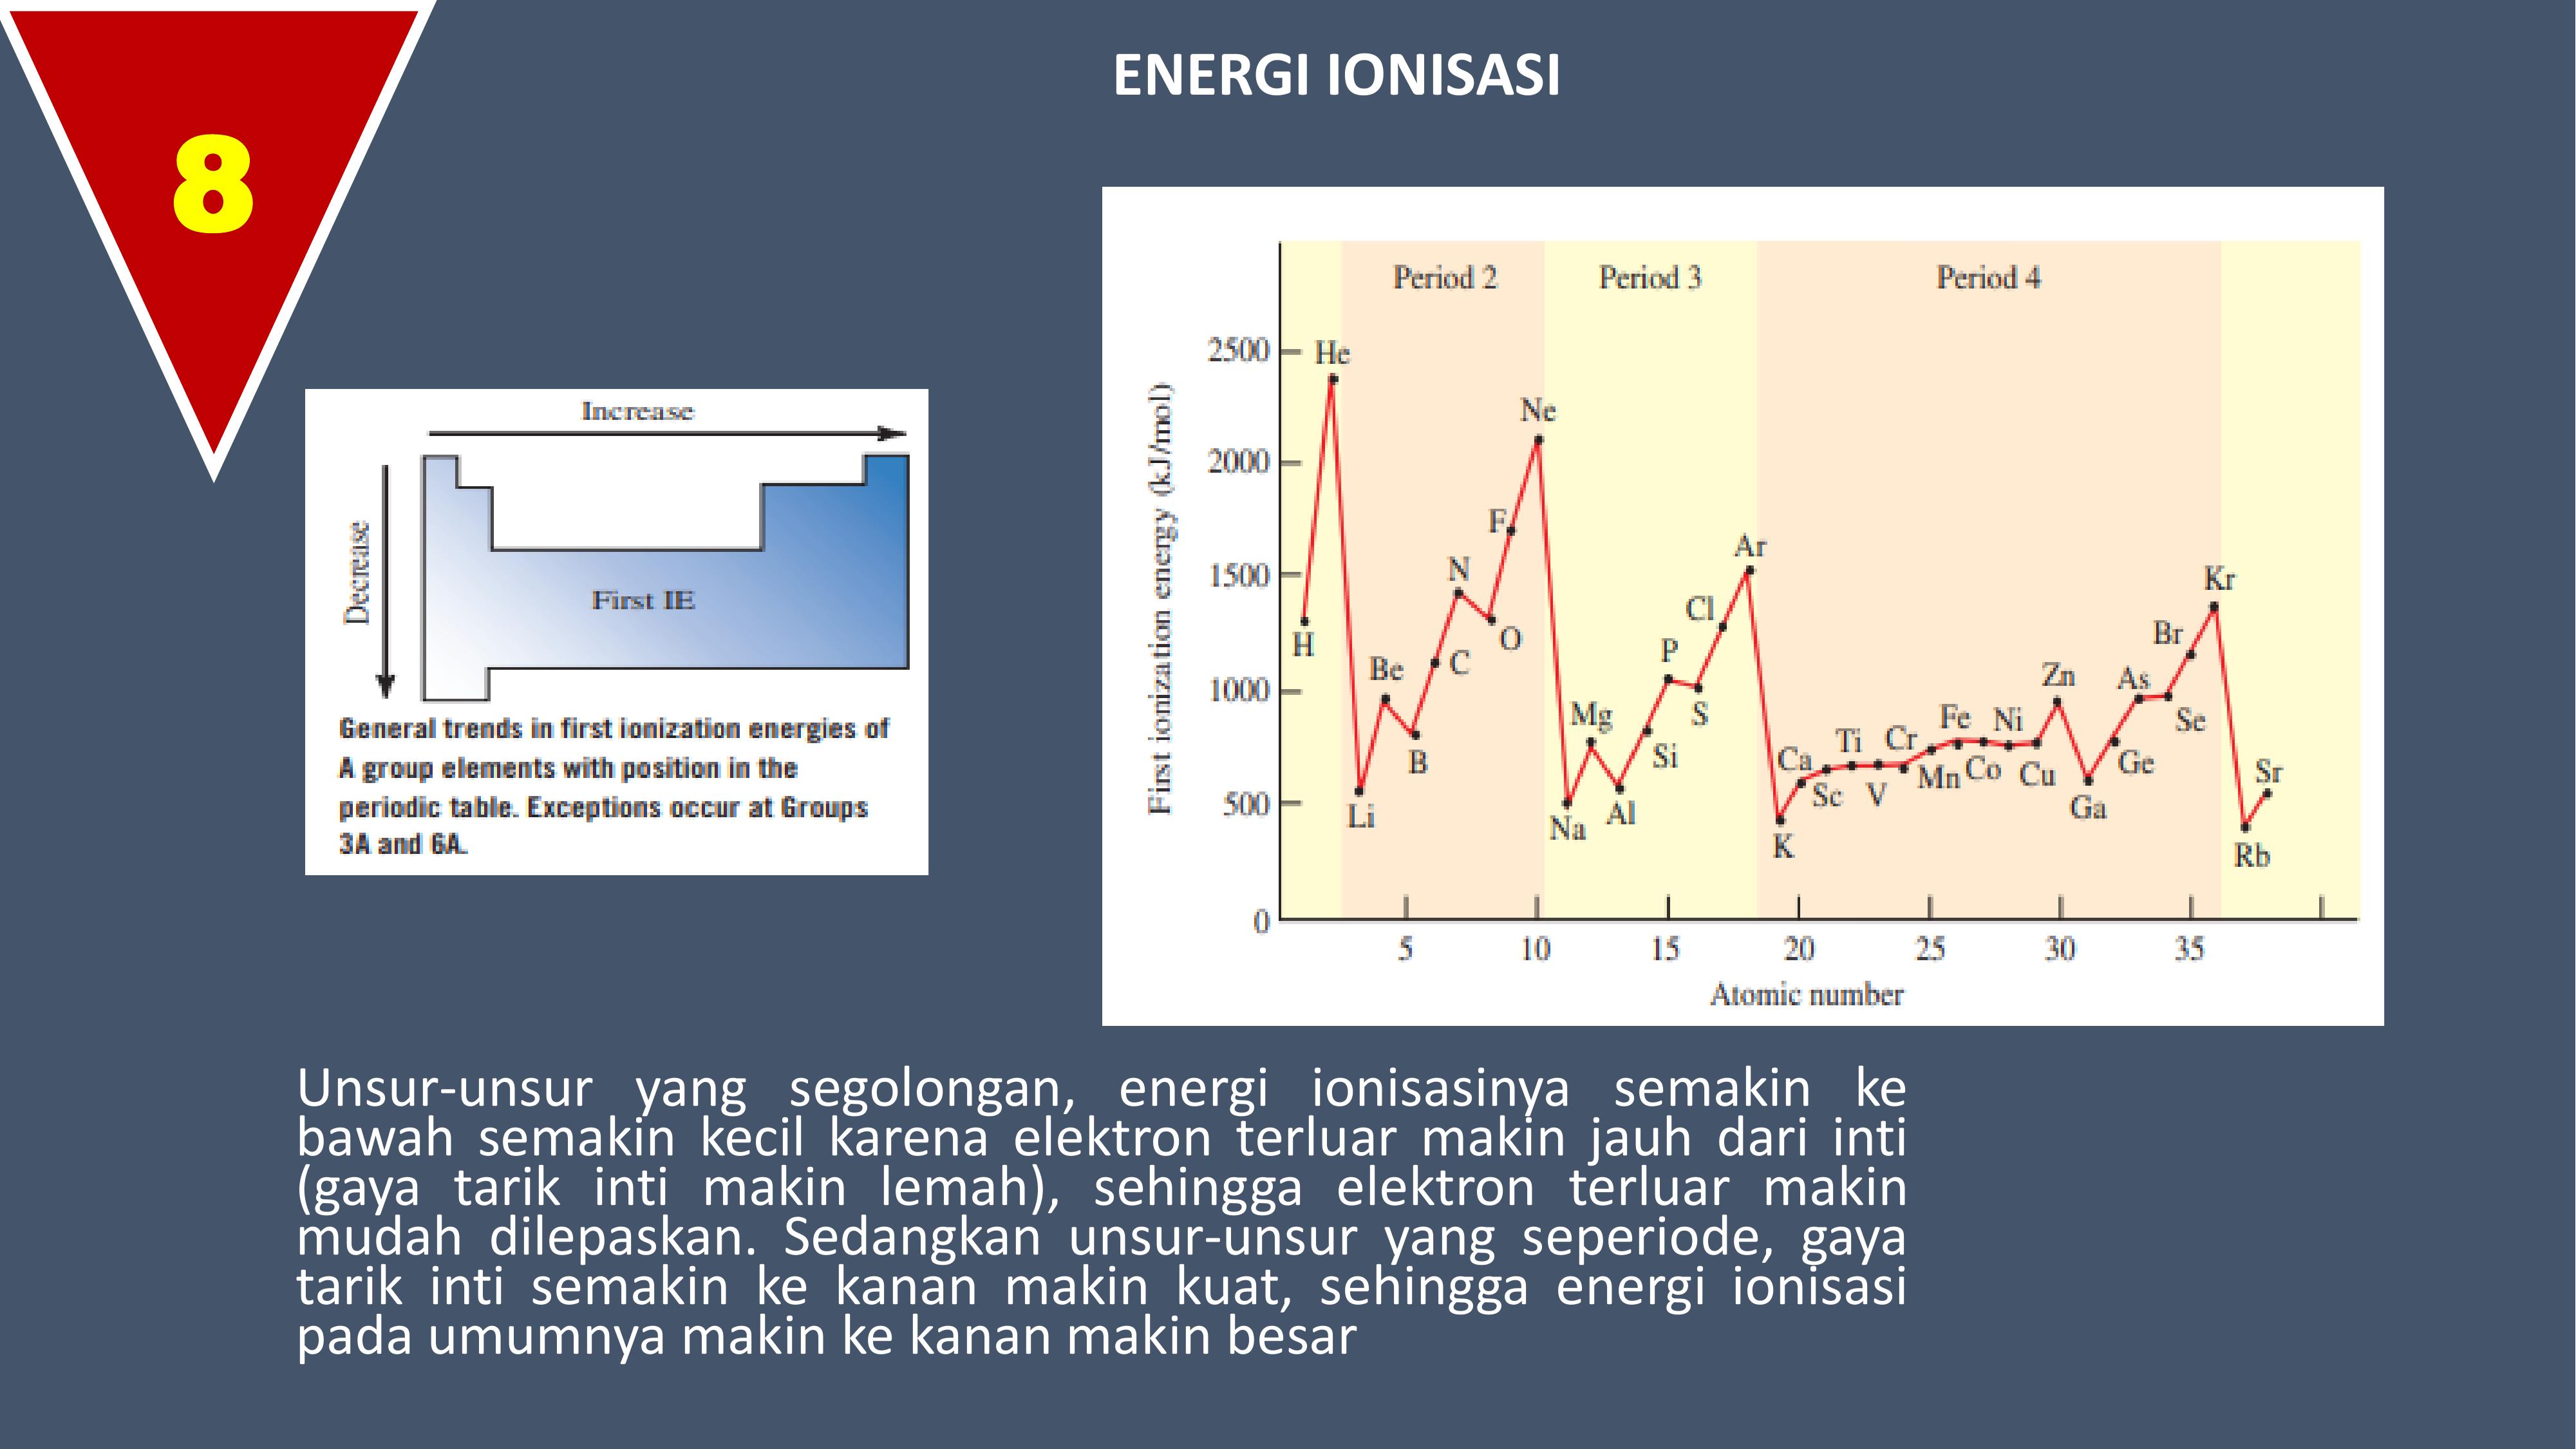 8
ENERGI IONISASI
Increase
Decrease
First IE
General trends in first ionization energies of
A group elements with position in the
periodic table. Exceptions occur at Groups
3A and 6A.
Period 2
Period 3
Period 4
First ionization energy (kJ/mol)
2500
2000
1500
1000
500
0
H
He
Li
Be
B
C
N
O
F
Ne
Na
Mg
Al
Si
P
S
Cl
Ar
K
Ca
Sc
Ti
V
Cr
Mn
Fe
Co
Ni
Cu
Zn
Ga
Ge
As
Se
Br
Kr
Rb
Sr
5 10 15 20 25 30 35
Atomic number
Unsur-unsur yang segolongan, energi ionisasinya semakin ke
bawah semakin kecil karena elektron terluar makin jauh dari inti
(gaya tarik inti makin lemah), sehingga elektron terluar makin
mudah dilepaskan. Sedangkan unsur-unsur yang seperiode, gaya
tarik inti semakin ke kanan makin kuat, sehingga energi ionisasi
pada umumnya makin ke kanan makin besar